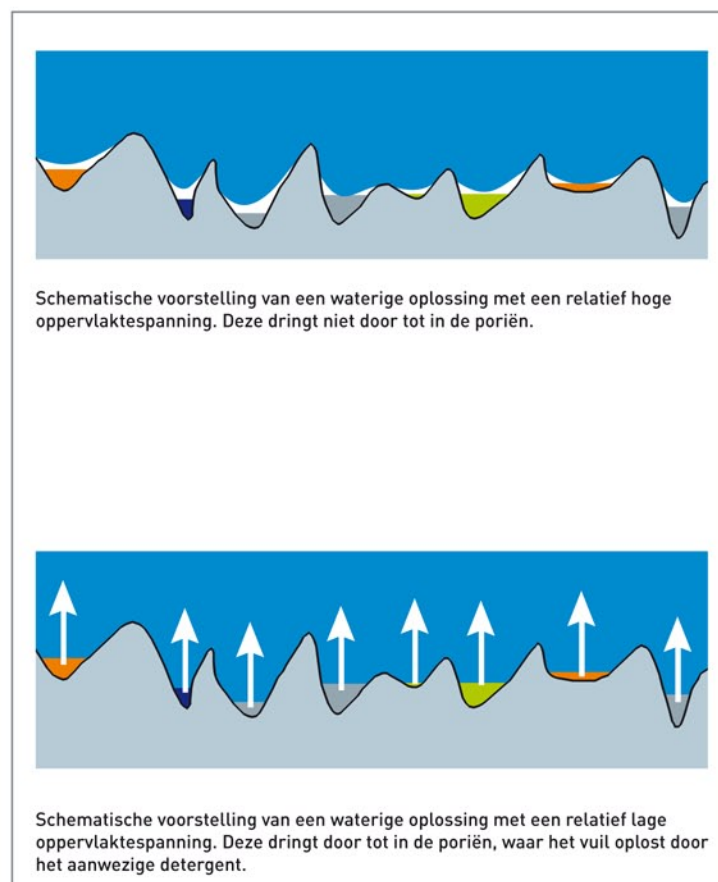 Schematische voorstelling van een waterige oplossing met een relatief hoge
oppervlaktespanning. Deze dringt niet door tot in de poriën.
Schematische voorstelling van een waterige oplossing met een relatief lage
oppervlaktespanning. Deze dringt door tot in de poriën, waar het vuil oplost door
het aanwezige detergent.